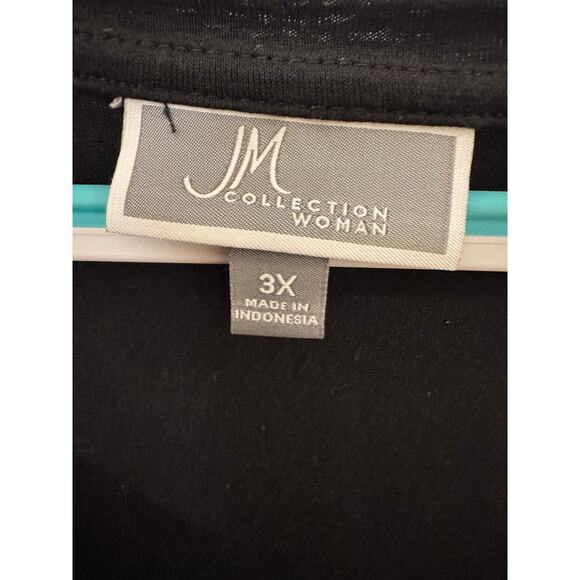 JM
COLLECTION
WOMAN
3X
MADE IN
INDONESIA